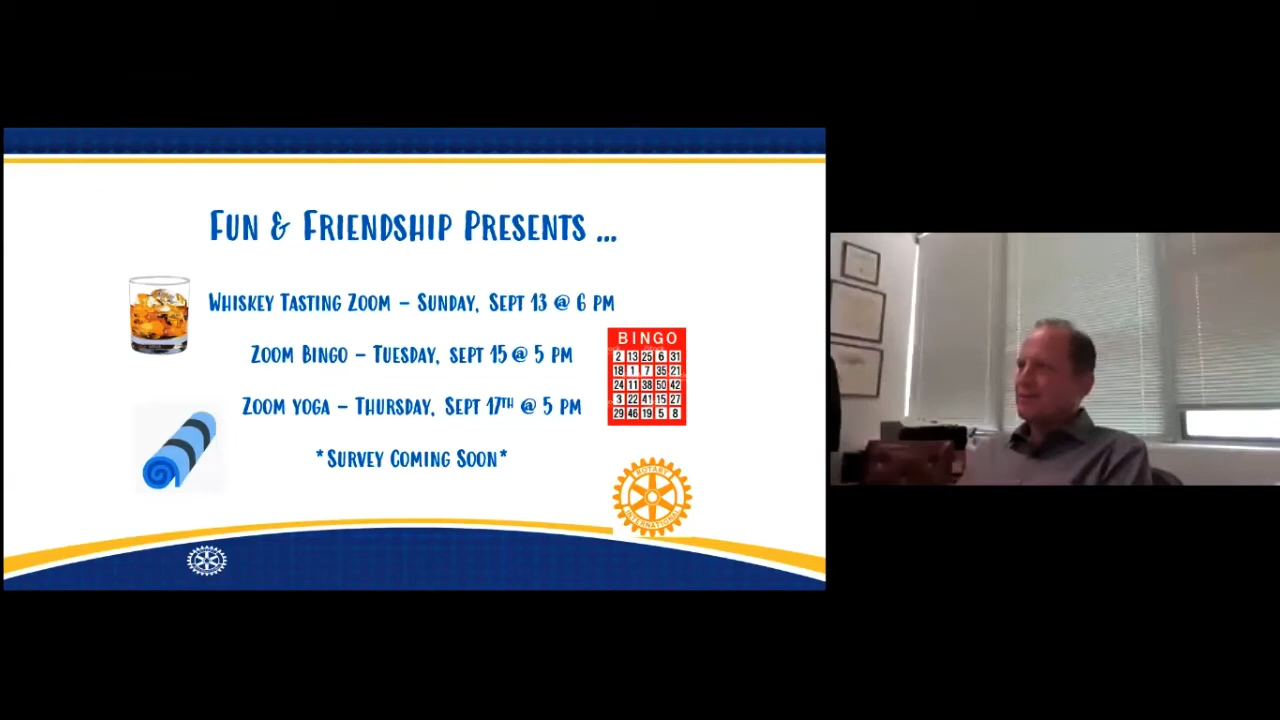 Fun & Friendship Presents ...
Whiskey Tasting Zoom – Sunday, Sept 13 @ 6 pm
Zoom Bingo – Tuesday, Sept 15 @ 5 pm
Zoom Yoga – Thursday, Sept 17th @ 5 pm
*Survey Coming Soon*
BINGO
2 13 25 6 31
18 1 7 35 21
24 11 38 50 42
3 22 41 15 27
29 46 19 5 8
ROTARY
INTERNATIONAL